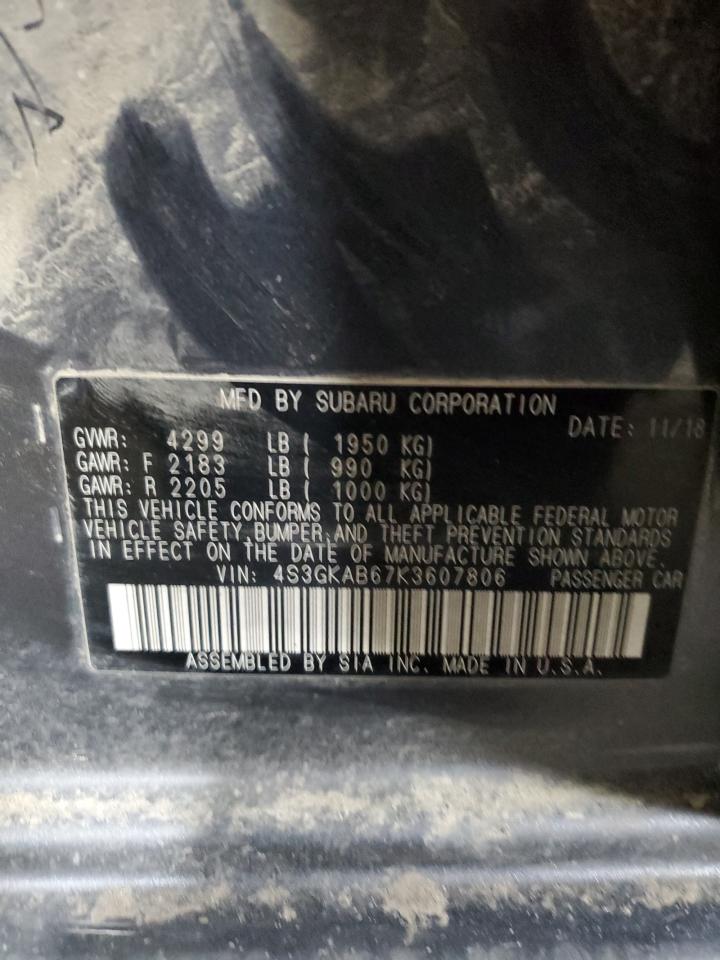 MFD BY SUBARU CORPORATION
DATE: 11/18
GVWR: 4299 LB ( 1950 KG)
GAWR: F 2183 LB ( 990 KG)
GAWR: R 2205 LB ( 1000 KG)
THIS VEHICLE CONFORMS TO ALL APPLICABLE FEDERAL MOTOR
VEHICLE SAFETY, BUMPER, AND THEFT PREVENTION STANDARDS
IN EFFECT ON THE DATE OF MANUFACTURE SHOWN ABOVE.
VIN: 4S3GKAB67K3607806 PASSENGER CAR
ASSEMBLED BY SIA INC. MADE IN U.S.A.